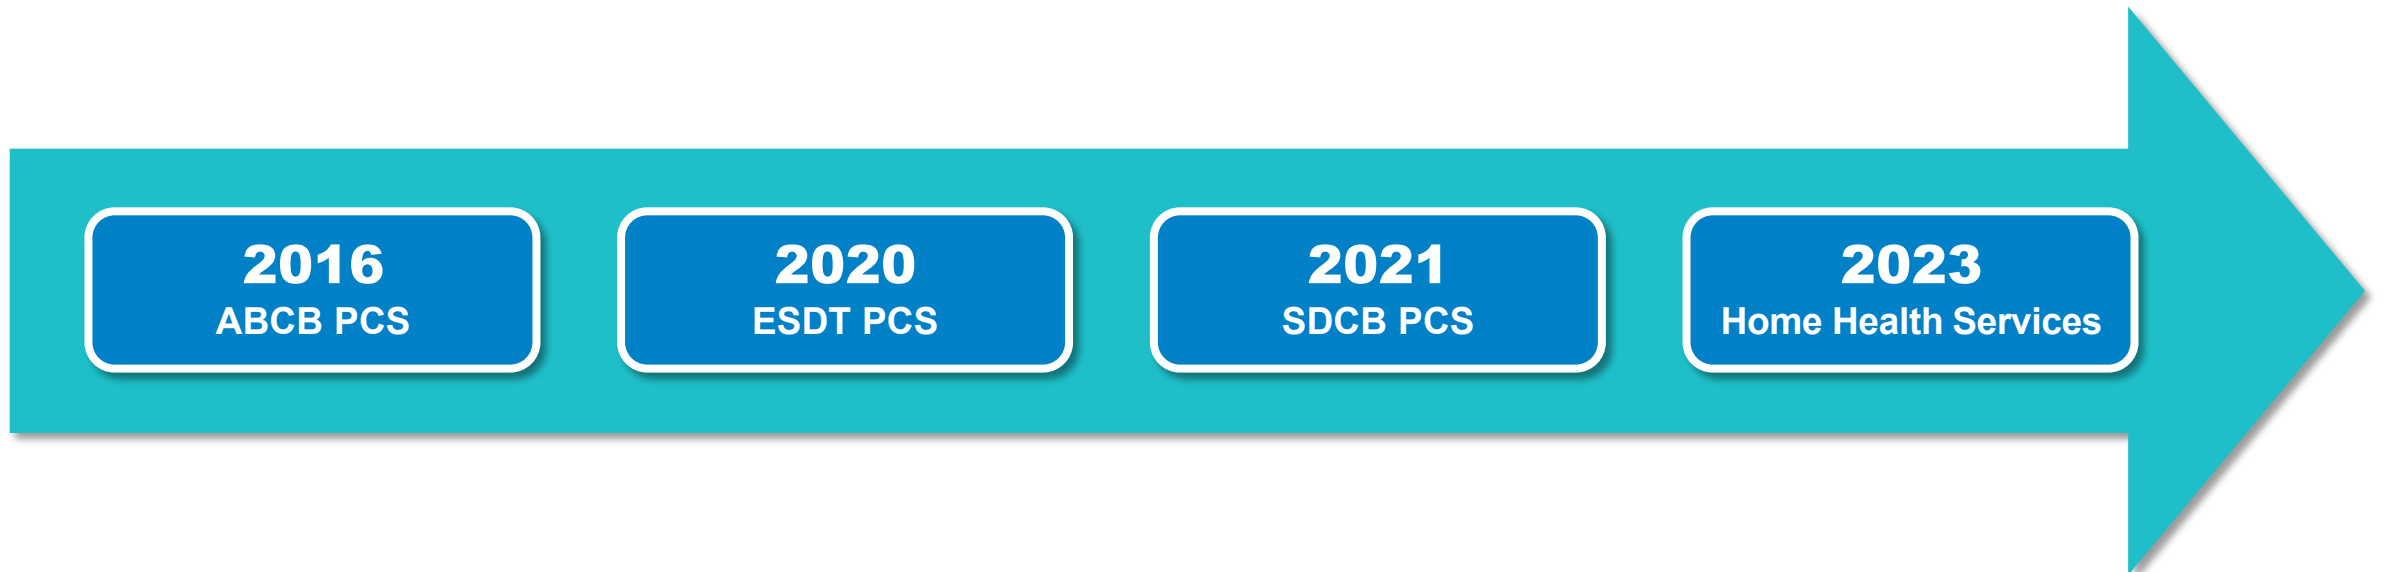 2016
ABCB PCS
2020
ESDT PCS
2021
SDCB PCS
2023
Home Health Services